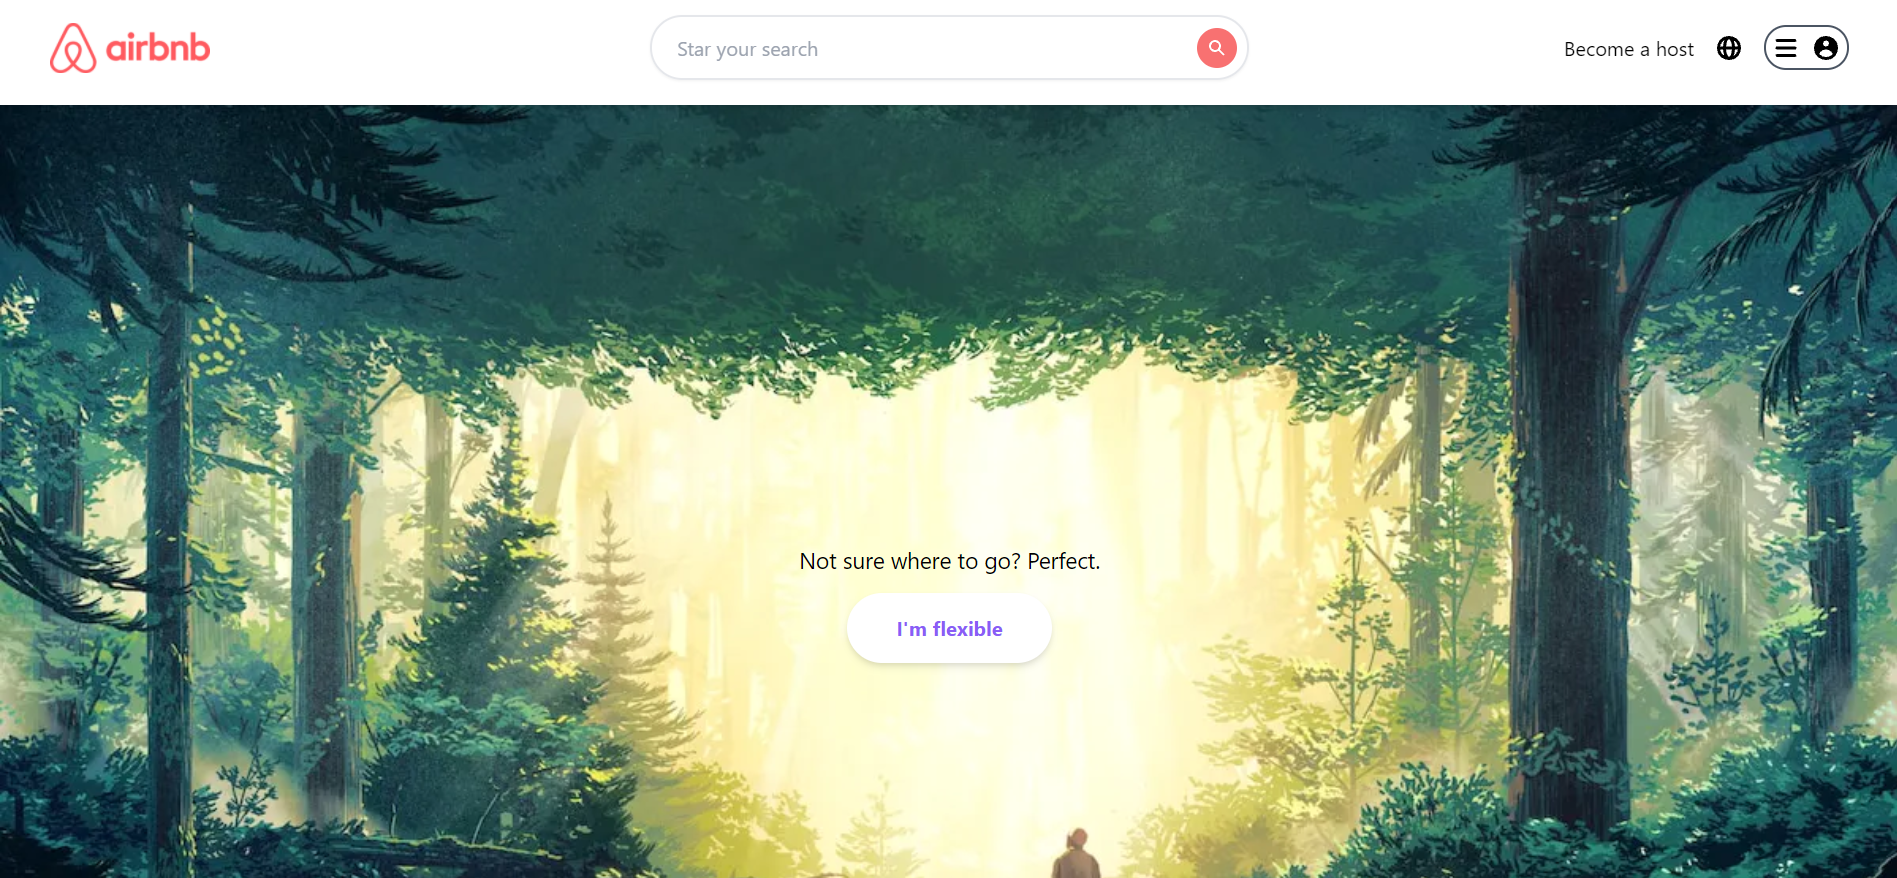 airbnb
Star your search
Become a host
Not sure where to go? Perfect.
I'm flexible